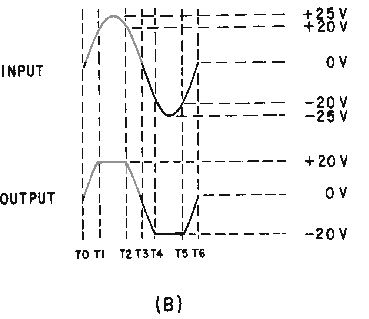 +25 V
+20 V
INPUT
0 V
-20 V
-25 V
+20 V
OUTPUT
0 V
-20 V
T0 T1 T2 T3 T4 T5 T6
(B)